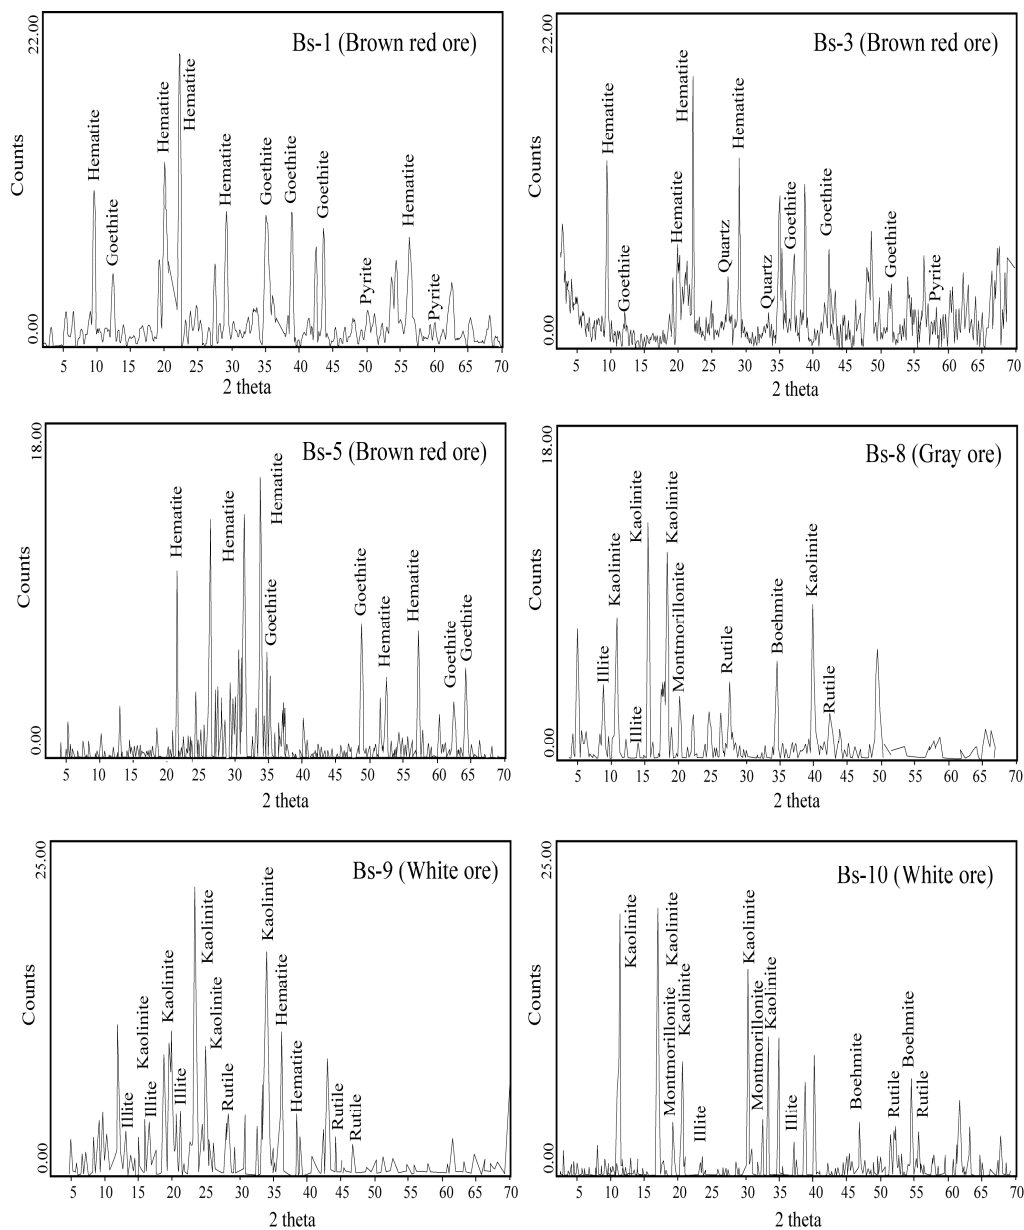 Bs-1 (Brown red ore)
22.00
Counts
0.00
Hematite
Goethite
Hematite
Hematite
Hematite
Goethite
Goethite
Goethite
Pyrite
Hematite
Pyrite
5 10 15 20 25 30 35 40 45 50 55 60 65 70
2 theta
Bs-3 (Brown red ore)
22.00
Counts
0.00
Hematite
Goethite
Hematite
Hematite
Quartz
Hematite
Quartz
Goethite
Goethite
Goethite
Pyrite
5 10 15 20 25 30 35 40 45 50 55 60 65 70
2 theta
Bs-5 (Brown red ore)
18.00
Counts
0.00
Hematite
Hematite
Hematite
Goethite
Goethite
Hematite
Hematite
Goethite
Goethite
5 10 15 20 25 30 35 40 45 50 55 60 65 70
2 theta
Bs-8 (Gray ore)
18.00
Counts
0.00
Illite
Kaolinite
Illite
Kaolinite
Kaolinite
Montmorillonite
Rutile
Boehmite
Kaolinite
Rutile
5 10 15 20 25 30 35 40 45 50 55 60 65 70
2 theta
Bs-9 (White ore)
25.00
Counts
0.00
Illite
Kaolinite
Illite
Kaolinite
Illite
Kaolinite
Kaolinite
Rutile
Kaolinite
Hematite
Hematite
Rutile
Rutile
5 10 15 20 25 30 35 40 45 50 55 60 65 70
2 theta
Bs-10 (White ore)
25.00
Counts
0.00
Kaolinite
Kaolinite
Montmorillonite
Kaolinite
Illite
Kaolinite
Montmorillonite
Kaolinite
Illite
Boehmite
Rutile
Boehmite
Rutile
5 10 15 20 25 30 35 40 45 50 55 60 65 70
2 theta